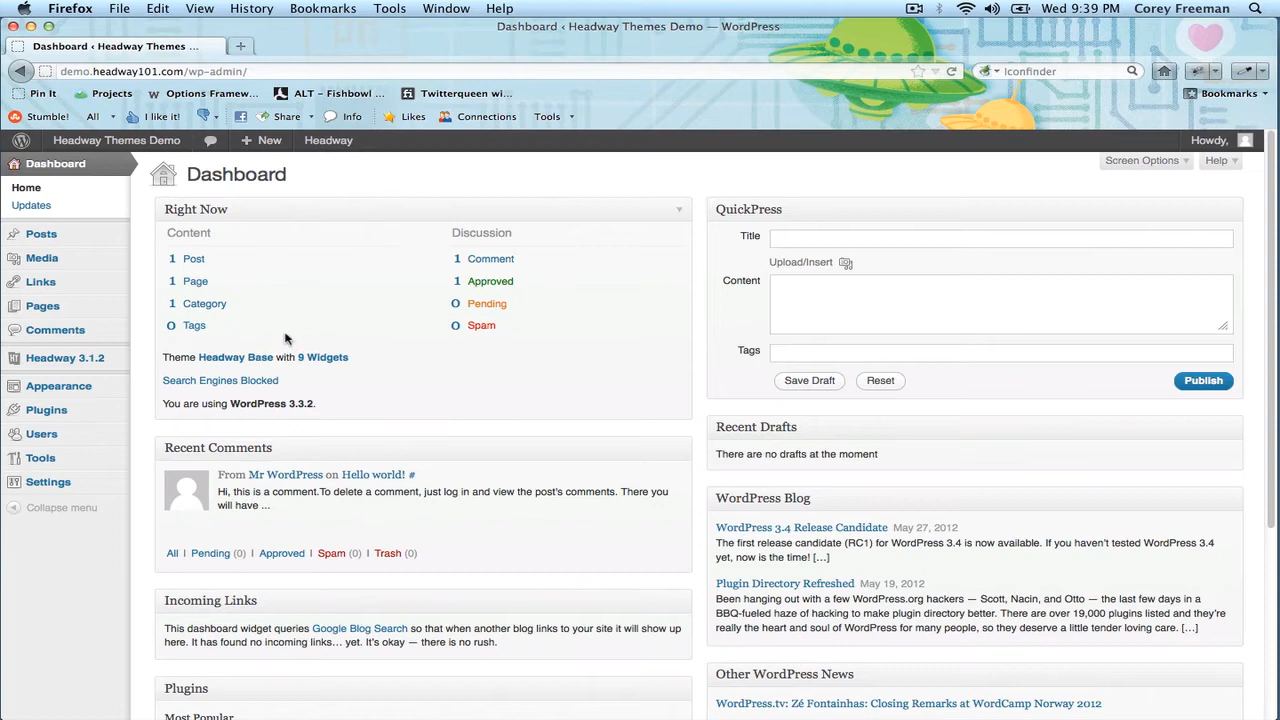 Firefox File Edit View History Bookmarks Tools Window Help Wed 9:39 PM Corey Freeman
Dashboard ‹ Headway Themes Demo — WordPress
Dashboard ‹ Headway Themes ...
demo.headway101.com/wp-admin/ Iconfinder
Pin It Projects Options Framew... ALT – Fishbowl ... Twitterqueen wi... Bookmarks
Stumble! All I like it! Share Info Likes Connections Tools
Headway Themes Demo + New Headway Howdy,
Dashboard
Home
Updates
Posts
Media
Links
Pages
Comments
Headway 3.1.2
Appearance
Plugins
Users
Tools
Settings
Collapse menu
Screen Options Help
Dashboard
Right Now
Content Discussion
1 Post 1 Comment
1 Page 1 Approved
1 Category 0 Pending
0 Tags 0 Spam
Theme Headway Base with 9 Widgets
Search Engines Blocked
You are using WordPress 3.3.2.
Recent Comments
From Mr WordPress on Hello world! #
Hi, this is a comment.To delete a comment, just log in and view the post's comments. There you
will have ...
All | Pending (0) | Approved | Spam (0) | Trash (0)
Incoming Links
This dashboard widget queries Google Blog Search so that when another blog links to your site it will show up
here. It has found no incoming links... yet. It's okay — there is no rush.
Plugins
Most Popular
QuickPress
Title
Upload/Insert
Content
Tags
Save Draft Reset Publish
Recent Drafts
There are no drafts at the moment
WordPress Blog
WordPress 3.4 Release Candidate May 27, 2012
The first release candidate (RC1) for WordPress 3.4 is now available. If you haven't tested WordPress 3.4
yet, now is the time! [...]
Plugin Directory Refreshed May 19, 2012
Been hanging out with a few WordPress.org hackers — Scott, Nacin, and Otto — the last few days in a
BBQ-fueled haze of hacking to make plugin directory better. There are over 19,000 plugins listed and they're
really the heart and soul of WordPress for many people, so they deserve a little tender loving care. [...]
Other WordPress News
WordPress.tv: Zé Fontainhas: Closing Remarks at WordCamp Norway 2012